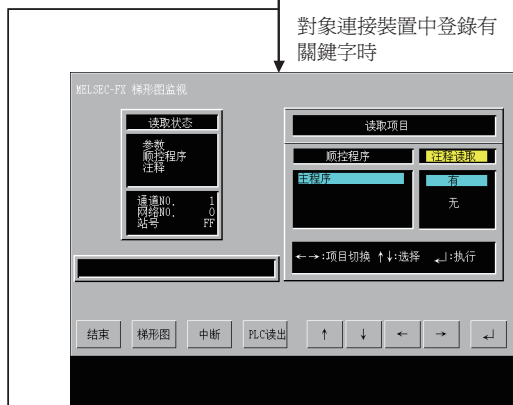 對象連接裝置中登錄有
關鍵字時
MELSEC-FX 梯形图监视
读取状态
参数
顺控程序
注释
通道NO. 1
网络NO. 0
站号 FF
读取项目
顺控程序 注释读取
主程序 有
无
←→:项目切换 ↑↓:选择 ↵:执行
结束 梯形图 中断 PLC读出 ↑ ↓ ← → ↵